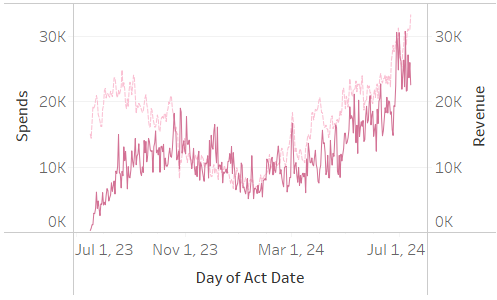 30K
20K
10K
0K
Spends
30K
20K
10K
0K
Revenue
Jul 1, 23 Nov 1, 23 Mar 1, 24 Jul 1, 24
Day of Act Date